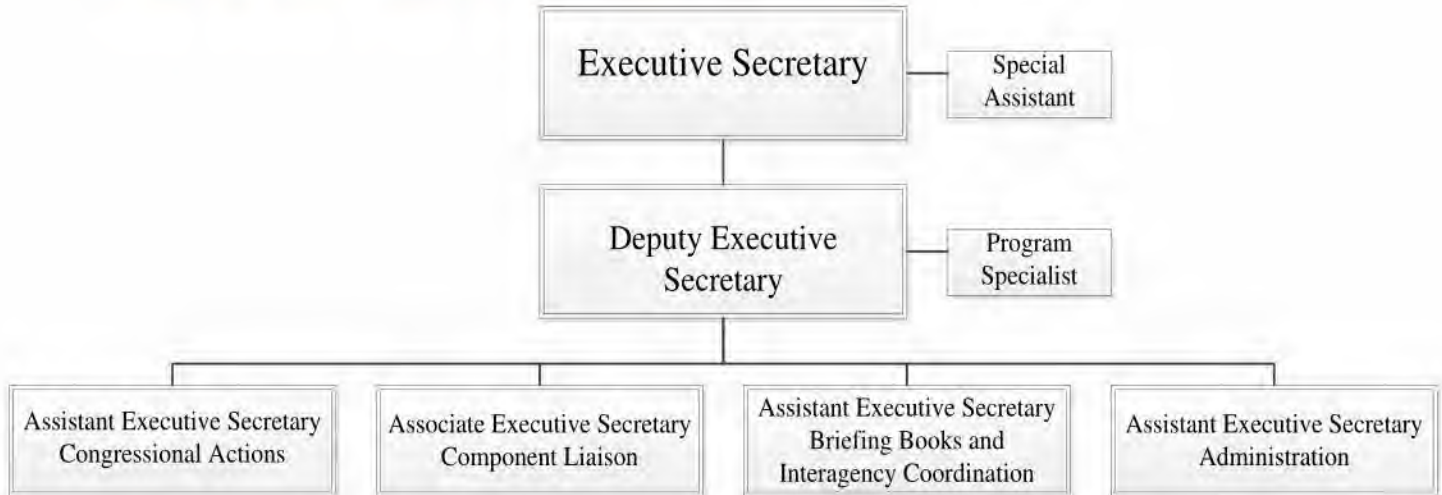 Executive Secretary
Special
Assistant
Deputy Executive
Secretary
Program
Specialist
Assistant Executive Secretary
Congressional Actions
Associate Executive Secretary
Component Liaison
Assistant Executive Secretary
Briefing Books and
Interagency Coordination
Assistant Executive Secretary
Administration